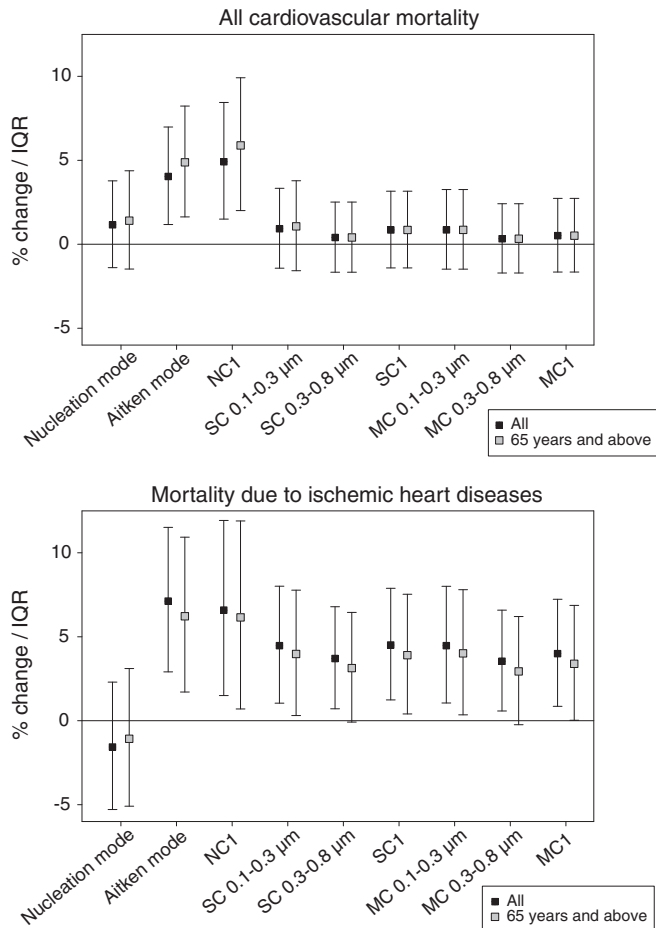 All cardiovascular mortality
% change / IQR
10
5
0
-5
Nucleation mode
Aitken mode
NC1
SC 0.1-0.3 µm
SC 0.3-0.8 µm
SC1
MC 0.1-0.3 µm
MC 0.3-0.8 µm
MC1
All
65 years and above
Mortality due to ischemic heart diseases
% change / IQR
10
5
0
-5
Nucleation mode
Aitken mode
NC1
SC 0.1-0.3 µm
SC 0.3-0.8 µm
SC1
MC 0.1-0.3 µm
MC 0.3-0.8 µm
MC1
All
65 years and above